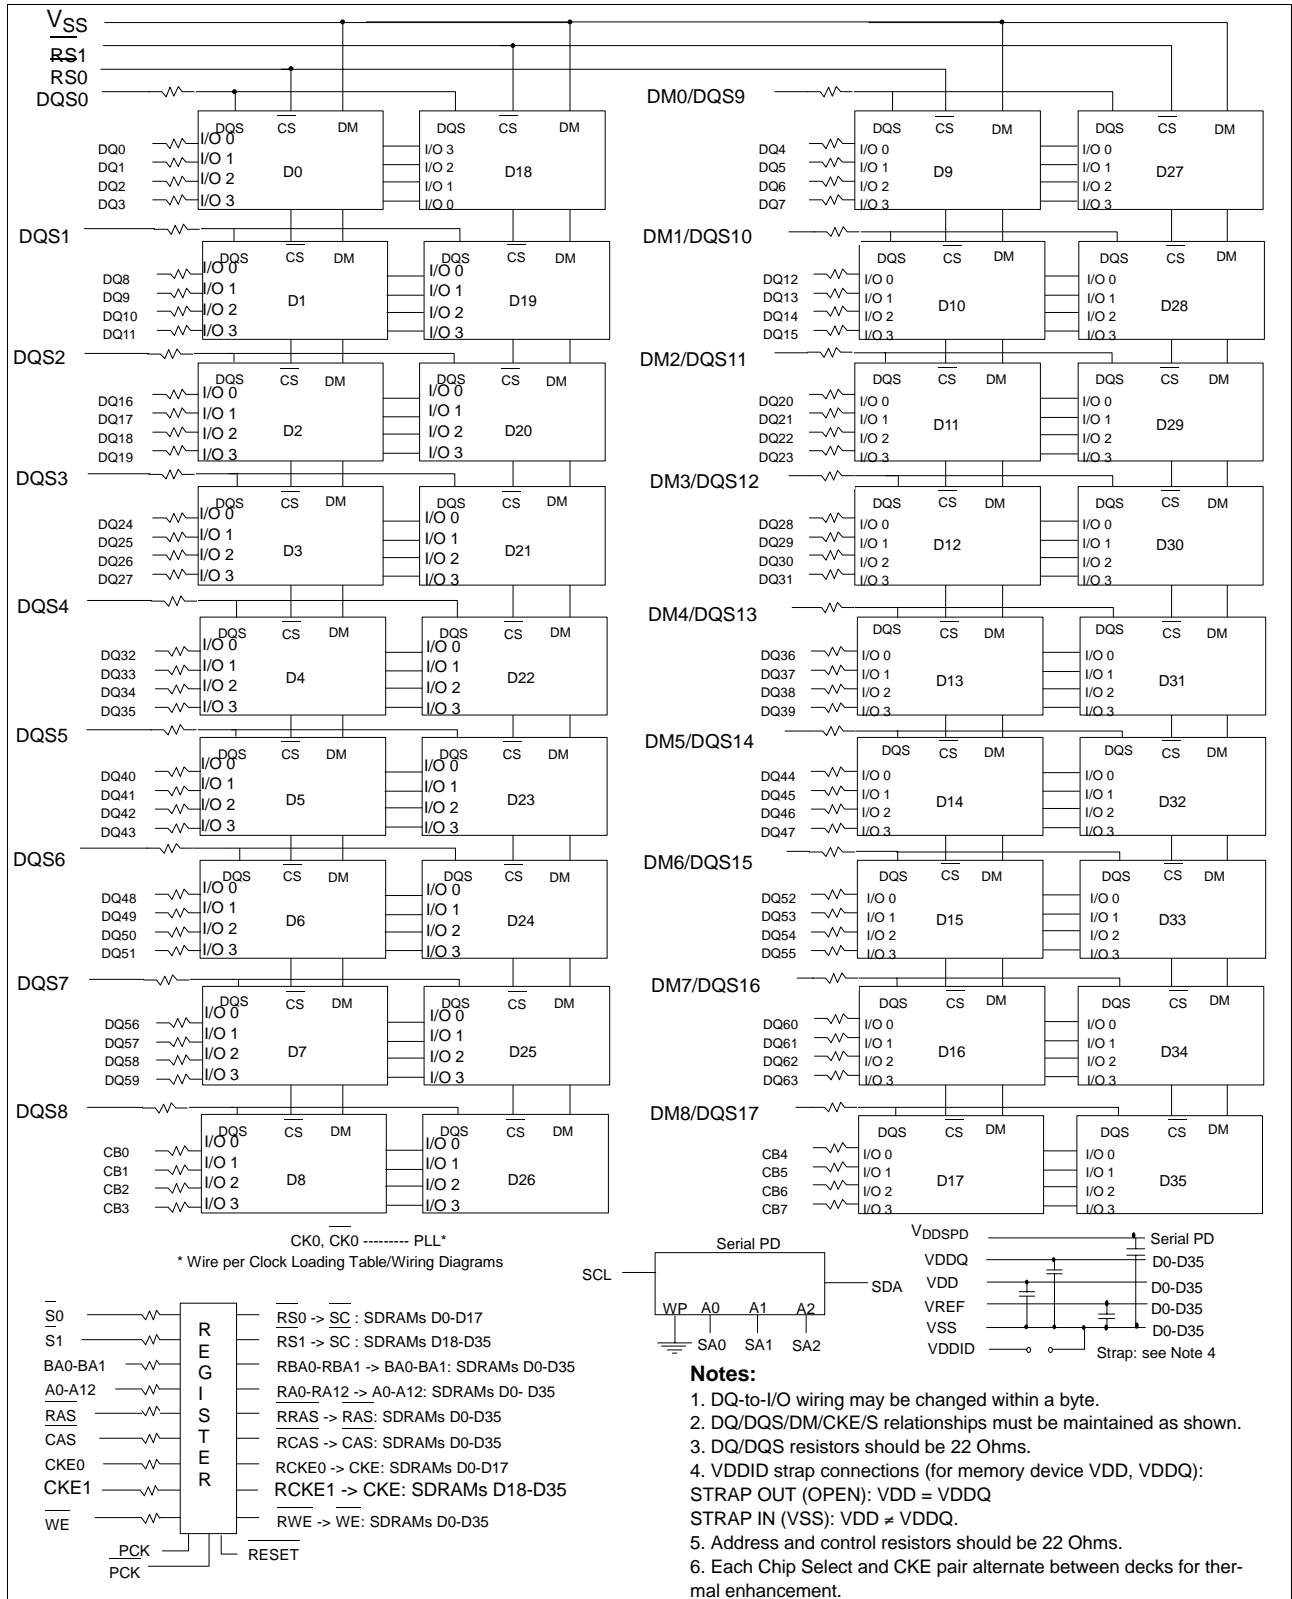 VSS
RS1
RS0
DQS0
DM0/DQS9
DQS CS DM
DQS CS DM
DQS CS DM
DQS CS DM
DQ0 I/O 0 I/O 3
DQ1 I/O 1 I/O 2
DQ2 I/O 2 I/O 1
DQ3 I/O 3 I/O 0
D0 D18
DQ4 I/O 0 I/O 0
DQ5 I/O 1 I/O 1
DQ6 I/O 2 I/O 2
DQ7 I/O 3 I/O 3
D9 D27
DQS1
DM1/DQS10
DQS CS DM
DQS CS DM
DQS CS DM
DQS CS DM
DQ8 I/O 0 I/O 0
DQ9 I/O 1 I/O 1
DQ10 I/O 2 I/O 2
DQ11 I/O 3 I/O 3
D1 D19
DQ12 I/O 0 I/O 0
DQ13 I/O 1 I/O 1
DQ14 I/O 2 I/O 2
DQ15 I/O 3 I/O 3
D10 D28
DQS2
DM2/DQS11
DQS CS DM
DQS CS DM
DQS CS DM
DQS CS DM
DQ16 I/O 0 I/O 0
DQ17 I/O 1 I/O 1
DQ18 I/O 2 I/O 2
DQ19 I/O 3 I/O 3
D2 D20
DQ20 I/O 0 I/O 0
DQ21 I/O 1 I/O 1
DQ22 I/O 2 I/O 2
DQ23 I/O 3 I/O 3
D11 D29
DQS3
DM3/DQS12
DQS CS DM
DQS CS DM
DQS CS DM
DQS CS DM
DQ24 I/O 0 I/O 0
DQ25 I/O 1 I/O 1
DQ26 I/O 2 I/O 2
DQ27 I/O 3 I/O 3
D3 D21
DQ28 I/O 0 I/O 0
DQ29 I/O 1 I/O 1
DQ30 I/O 2 I/O 2
DQ31 I/O 3 I/O 3
D12 D30
DQS4
DM4/DQS13
DQS CS DM
DQS CS DM
DQS CS DM
DQS CS DM
DQ32 I/O 0 I/O 0
DQ33 I/O 1 I/O 1
DQ34 I/O 2 I/O 2
DQ35 I/O 3 I/O 3
D4 D22
DQ36 I/O 0 I/O 0
DQ37 I/O 1 I/O 1
DQ38 I/O 2 I/O 2
DQ39 I/O 3 I/O 3
D13 D31
DQS5
DM5/DQS14
DQS CS DM
DQS CS DM
DQS CS DM
DQS CS DM
DQ40 I/O 0 I/O 0
DQ41 I/O 1 I/O 1
DQ42 I/O 2 I/O 2
DQ43 I/O 3 I/O 3
D5 D23
DQ44 I/O 0 I/O 0
DQ45 I/O 1 I/O 1
DQ46 I/O 2 I/O 2
DQ47 I/O 3 I/O 3
D14 D32
DQS6
DM6/DQS15
DQS CS DM
DQS CS DM
DQS CS DM
DQS CS DM
DQ48 I/O 0 I/O 0
DQ49 I/O 1 I/O 1
DQ50 I/O 2 I/O 2
DQ51 I/O 3 I/O 3
D6 D24
DQ52 I/O 0 I/O 0
DQ53 I/O 1 I/O 1
DQ54 I/O 2 I/O 2
DQ55 I/O 3 I/O 3
D15 D33
DQS7
DM7/DQS16
DQS CS DM
DQS CS DM
DQS CS DM
DQS CS DM
DQ56 I/O 0 I/O 0
DQ57 I/O 1 I/O 1
DQ58 I/O 2 I/O 2
DQ59 I/O 3 I/O 3
D7 D25
DQ60 I/O 0 I/O 0
DQ61 I/O 1 I/O 1
DQ62 I/O 2 I/O 2
DQ63 I/O 3 I/O 3
D16 D34
DQS8
DM8/DQS17
DQS CS DM
DQS CS DM
DQS CS DM
DQS CS DM
CB0 I/O 0 I/O 0
CB1 I/O 1 I/O 1
CB2 I/O 2 I/O 2
CB3 I/O 3 I/O 3
D8 D26
CB4 I/O 0 I/O 0
CB5 I/O 1 I/O 1
CB6 I/O 2 I/O 2
CB7 I/O 3 I/O 3
D17 D35
CK0, CK0 --------- PLL*
* Wire per Clock Loading Table/Wiring Diagrams
Serial PD
SCL SDA
WP A0 A1 A2
SA0 SA1 SA2
VDDSPD Serial PD
VDDQ D0-D35
VDD D0-D35
VREF D0-D35
VSS D0-D35
VDDID Strap: see Note 4
REGISTER
S0 RS0 -> SC : SDRAMs D0-D17
S1 RS1 -> SC : SDRAMs D18-D35
BA0-BA1 RBA0-RBA1 -> BA0-BA1: SDRAMs D0-D35
A0-A12 RA0-RA12 -> A0-A12: SDRAMs D0- D35
RAS RRAS -> RAS: SDRAMs D0-D35
CAS RCAS -> CAS: SDRAMs D0-D35
CKE0 RCKE0 -> CKE: SDRAMs D0-D17
CKE1 RCKE1 -> CKE: SDRAMs D18-D35
WE RWE -> WE: SDRAMs D0-D35
PCK
PCK
RESET
Notes:
1. DQ-to-I/O wiring may be changed within a byte.
2. DQ/DQS/DM/CKE/S relationships must be maintained as shown.
3. DQ/DQS resistors should be 22 Ohms.
4. VDDID strap connections (for memory device VDD, VDDQ):
STRAP OUT (OPEN): VDD = VDDQ
STRAP IN (VSS): VDD ≠ VDDQ.
5. Address and control resistors should be 22 Ohms.
6. Each Chip Select and CKE pair alternate between decks for ther-
mal enhancement.